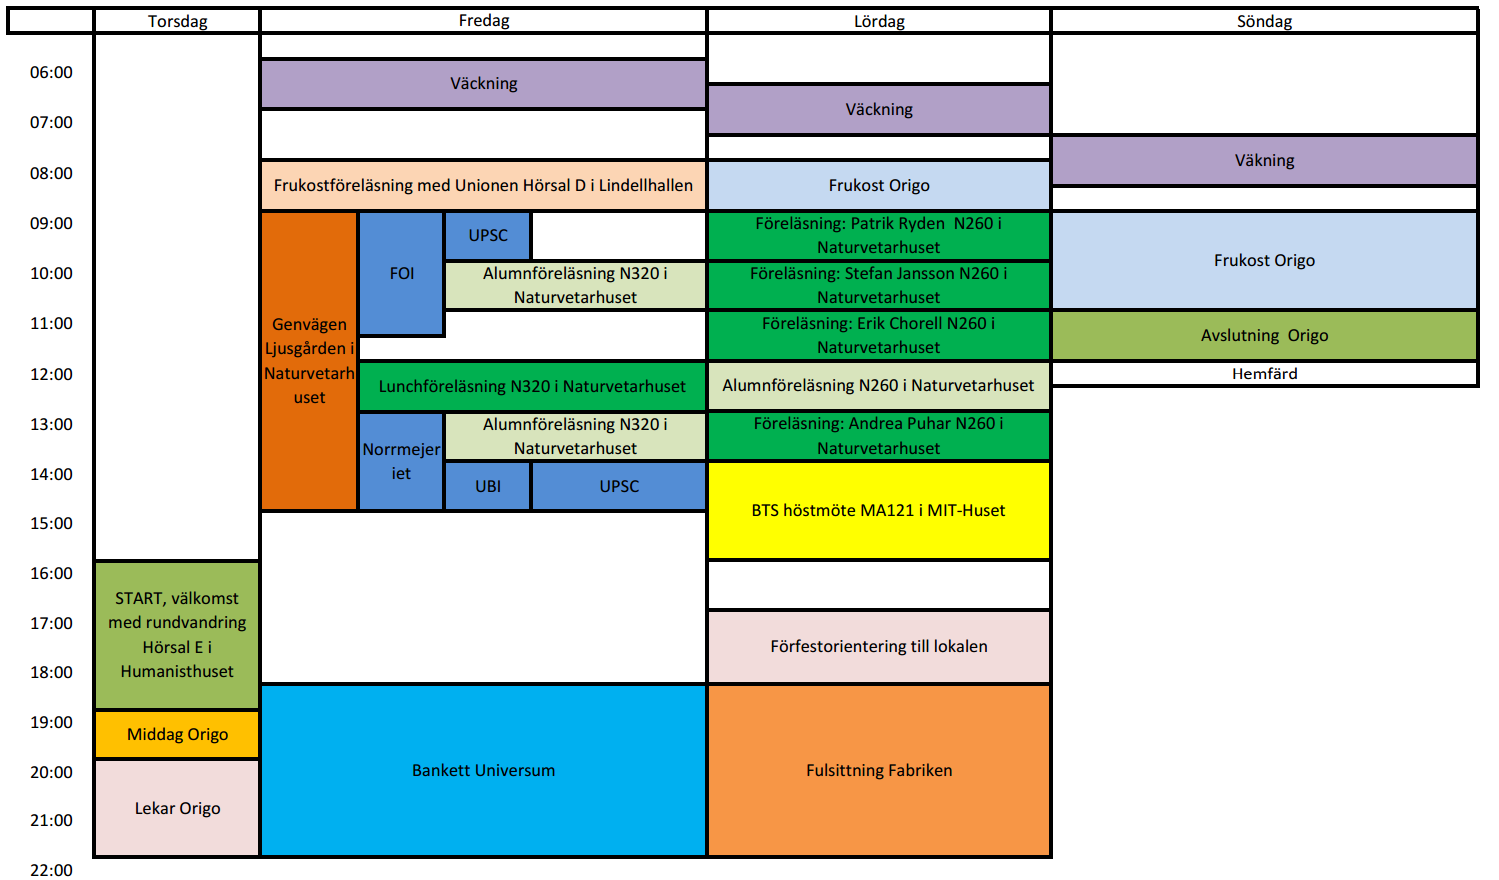 Torsdag Fredag Lördag Söndag
06:00
Väckning
07:00
Väckning
Väkning
08:00
Frukostföreläsning med Unionen Hörsal D i Lindellhallen
Frukost Origo
09:00
UPSC
Föreläsning: Patrik Ryden N260 i
Naturvetarhuset
10:00
FOI
Alumnföreläsning N320 i
Naturvetarhuset
Föreläsning: Stefan Jansson N260 i
Naturvetarhuset
Frukost Origo
11:00
Genvägen
Ljusgården i
Naturvetarh
uset
Föreläsning: Erik Chorell N260 i
Naturvetarhuset
Avslutning Origo
12:00
Lunchföreläsning N320 i Naturvetarhuset
Alumnföreläsning N260 i Naturvetarhuset
Hemfärd
13:00
Norrmejer
iet
Alumnföreläsning N320 i
Naturvetarhuset
Föreläsning: Andrea Puhar N260 i
Naturvetarhuset
14:00
UBI
UPSC
BTS höstmöte MA121 i MIT-Huset
15:00
16:00
START, välkomst
med rundvandring
Hörsal E i
Humanisthuset
17:00
Förfestorientering till lokalen
18:00
19:00
Middag Origo
20:00
Bankett Universum
Fulsittning Fabriken
Lekar Origo
21:00
22:00